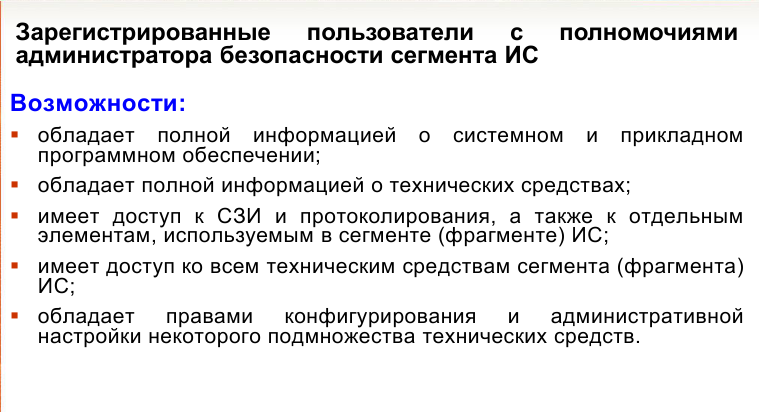 Зарегистрированные пользователи с полномочиями
администратора безопасности сегмента ИС
Возможности:
▪ обладает полной информацией о системном и прикладном
программном обеспечении;
▪ обладает полной информацией о технических средствах;
▪ имеет доступ к СЗИ и протоколирования, а также к отдельным
элементам, используемым в сегменте (фрагменте) ИС;
▪ имеет доступ ко всем техническим средствам сегмента (фрагмента)
ИС;
▪ обладает правами конфигурирования и административной
настройки некоторого подмножества технических средств.